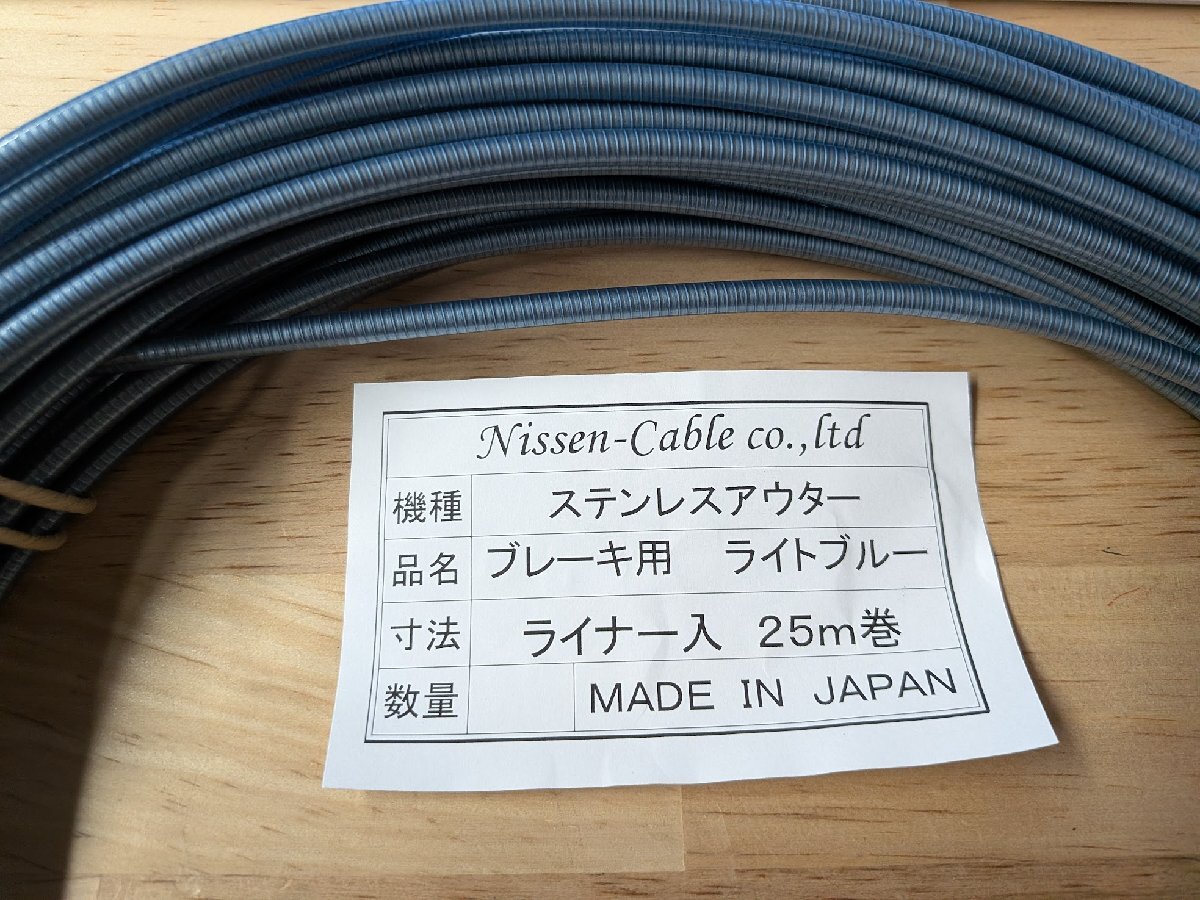 Nissen-Cable co.,ltd
機種 ステンレスアウター
品名 ブレーキ用 ライトブルー
寸法 ライナー入 25m巻
数量 MADE IN JAPAN